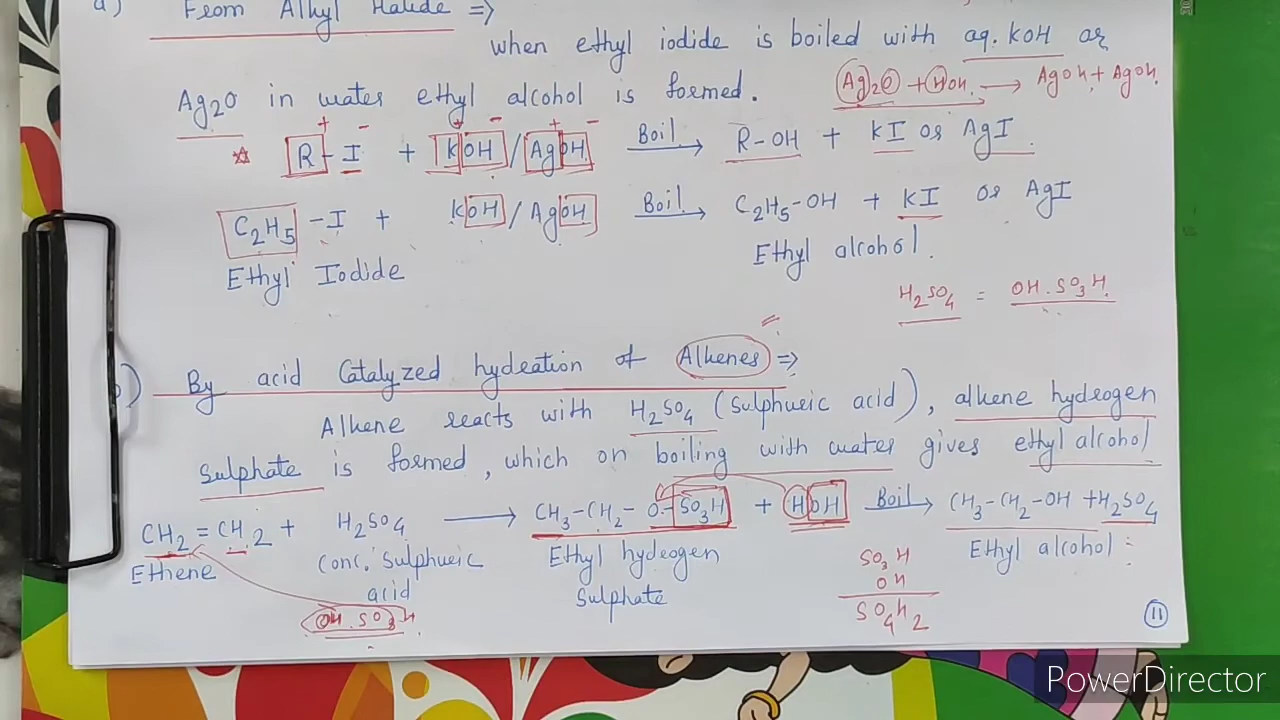 a) From Alkyl Halide =>
when ethyl iodide is boiled with aq. KOH or
Ag2O in water ethyl alcohol is formed.
Ag2O + HOH. → AgOH + AgOH.
R - I + KOH / AgOH Boil → R-OH + KI or AgI.
+ - + - + -
C2H5 - I + KOH / AgOH Boil → C2H5-OH + KI or AgI
Ethyl Iodide Ethyl alcohol.
H2SO4 = OH.SO3H.
b) By acid Catalyzed hydration of Alkenes =>
Alkene reacts with H2SO4 (Sulphuric acid), alkene hydrogen
Sulphate is formed, which on boiling with water gives ethyl alcohol
CH2 = CH2 + H2SO4 → CH3-CH2-O-SO3H + HOH Boil → CH3-CH2-OH + H2SO4
Ethene Conc. Sulphuric acid Ethyl hydrogen Sulphate Ethyl alcohol
OH.SO3H.
SO3H
OH
SO4H2
11
PowerDirector